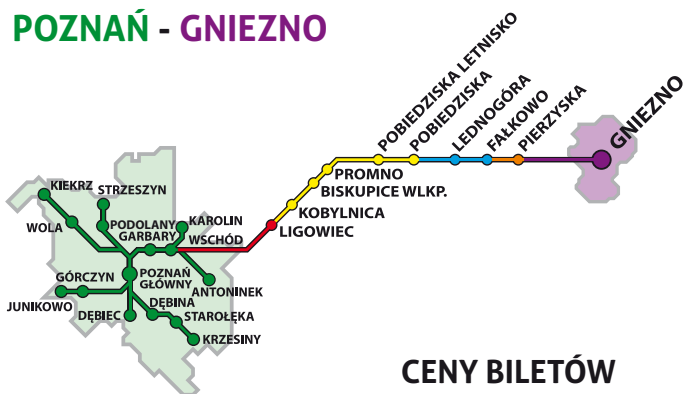 POZNAŃ - GNIEZNO
POBIEDZISKA LETNISKO
POBIEDZISKA
LEDNOGÓRA
FAŁKOWO
PIERZYSKA
GNIEZNO
PROMNO
BISKUPICE WLKP.
KOBYLNICA
LIGOWIEC
KIEKRZ
STRZESZYN
WOLA
PODOLANY
GARBARY
KAROLIN
WSCHÓD
GÓRCZYN
POZNAŃ
GŁÓWNY
ANTONINEK
JUNIKOWO
DĘBIEC
DĘBINA
STAROŁĘKA
KRZESINY
CENY BILETÓW